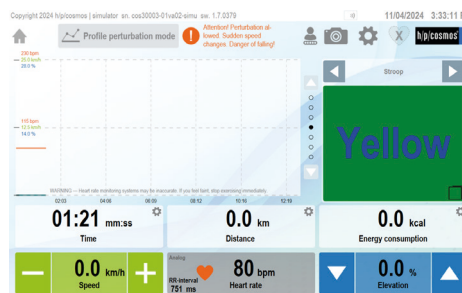 Copyright 2024 h/p/cosmos® | simulator sn. cos30003-01va02-simu sw: 1.7.0379
11/04/2024 3:33:11 P
Profile perturbation mode
Attention! Perturbation al-
lowed. Sudden speed
changes. Danger of falling!
X
h/p/cosmos
230 bpm
25.0 km/h
28.0 %
115 bpm
12.5 km/h
14.0 %
WARNING — Heart rate monitoring systems may be inaccurate. If you feel faint, stop exercising immediately.
02:03 04:06 06:09 08:12 10:16 12:19
Stroop
Yellow
01:21 mm:ss
Time
0.0 km
Distance
0.0 kcal
Energy consumption
0.0 km/h
Speed
Analog
RR-interval
751 ms
80 bpm
Heart rate
0.0 %
Elevation